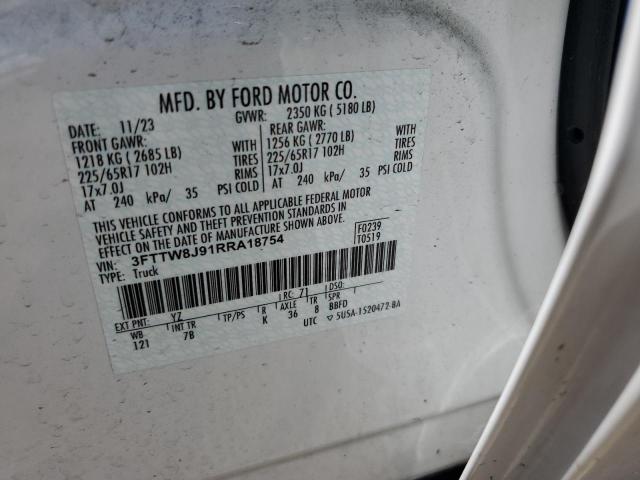 MFD. BY FORD MOTOR CO.
DATE: 11/23 GVWR: 2350 KG ( 5180 LB)
FRONT GAWR: WITH REAR GAWR: WITH
1218 KG ( 2685 LB) TIRES 1256 KG ( 2770 LB) TIRES
225/65R17 102H RIMS 225/65R17 102H RIMS
17x7.0J 17x7.0J
AT 240 kPa/ 35 PSI COLD AT 240 kPa/ 35 PSI COLD
THIS VEHICLE CONFORMS TO ALL APPLICABLE FEDERAL MOTOR
VEHICLE SAFETY AND THEFT PREVENTION STANDARDS IN
EFFECT ON THE DATE OF MANUFACTURE SHOWN ABOVE.
VIN: 3FTTW8J91RRA18754 F0239
TYPE: Truck T0519
EXT PNT: YZ RC: 71 DSO:
WB INT TR TP/PS R AXLE TR SPR
121 7B K 36 8 BBFD
UTC ▽ 5USA-1520472-BA